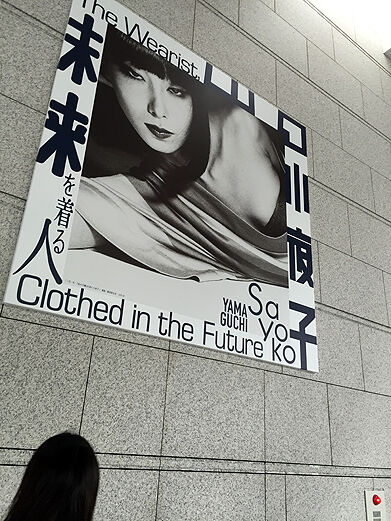 The Wearist,
山口小夜子
未来を着る人
Clothed in the Future
YAMA
GUCHI
Sa
yo
ko